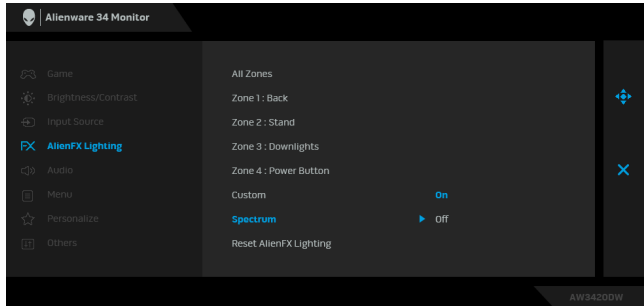 Alienware 34 Monitor
Game
Brightness/Contrast
Input Source
AlienFX Lighting
Audio
Menu
Personalize
Others
All Zones
Zone 1 : Back
Zone 2 : Stand
Zone 3 : Downlights
Zone 4 : Power Button
Custom On
Spectrum Off
Reset AlienFX Lighting
AW3420DW